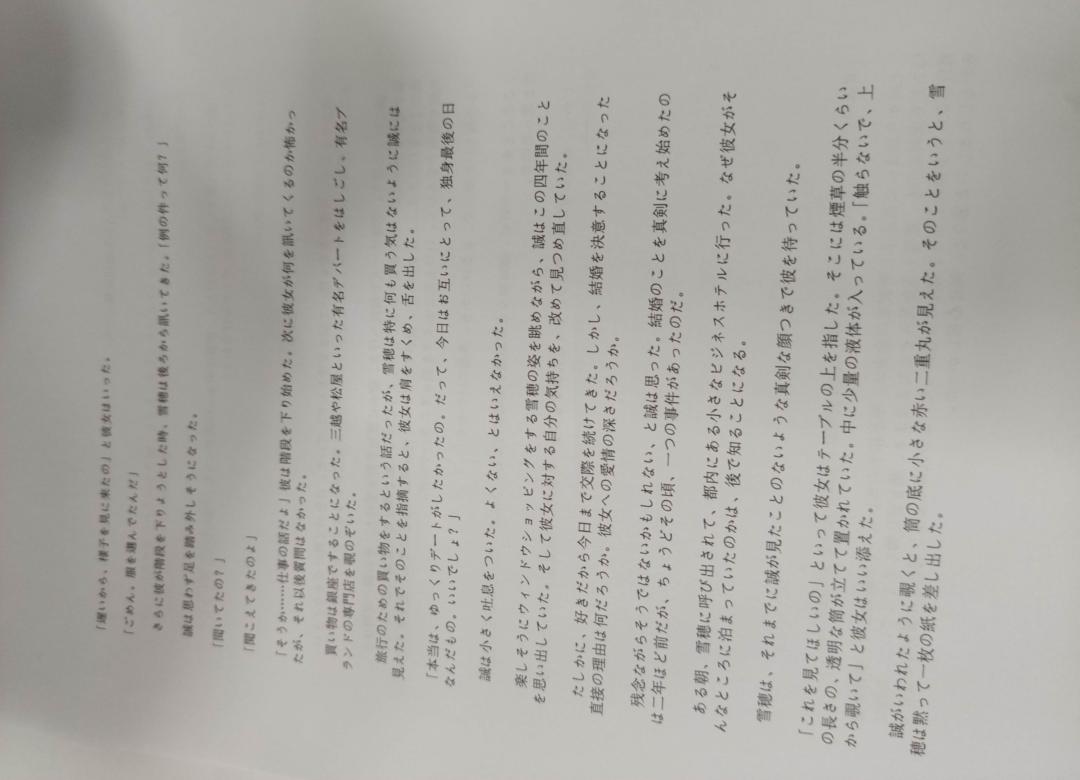 「遅いから、様子を見に来たの」と彼女はいった。
「ごめん。服を選んでたんだ」
さらに彼が階段を下りようとした時、雪穂は後ろから訊いてきた。「例の件って何？」
誠は思わず足を踏み外しそうになった。
「聞いてたの？」
「聞こえてきたのよ」
「そうか……仕事の話だよ」彼は階段を下り始めた。次に彼女が何を訊いてくるのか怖かっ
たが、それ以後質問はなかった。
買い物は銀座ですることになった。三越や松屋といった有名デパートをはしごし、有名ブ
ランドの専門店を覗のぞいた。
旅行のための買い物をするという話だったが、雪穂は特に何も買う気はないように誠には
見えた。それでそのことを指摘すると、彼女は肩をすくめ、舌を出した。
「本当は、ゆっくりデートがしたかったの。だって、今日はお互いにとって、独身最後の日
なんだもの。いいでしょ？」
誠は小さく吐息をついた。よくない、とはいえなかった。
楽しそうにウィンドウショッピングをする雪穂の姿を眺めながら、誠はこの四年間のこと
を思い出していた。そして彼女に対する自分の気持ちを、改めて見つめ直していた。
たしかに、好きだから今日まで交際を続けてきた。しかし、結婚を決意することになった
直接の理由は何だろうか。彼女への愛情の深さだろうか。
残念ながらそうではないかもしれない、と誠は思った。結婚のことを真剣に考え始めたの
は二年ほど前だが、ちょうどその頃、一つの事件があったのだ。
ある朝、雪穂に呼び出されて、都内にある小さなビジネスホテルに行った。なぜ彼女がそ
んなところに泊まっていたのかは、後で知ることになる。
雪穂は、それまでに誠が見たことのないような真剣な顔つきで彼を待っていた。
「これを見てほしいの」といって彼女はテーブルの上を指した。そこには煙草の半分くらい
の長さの、透明な筒が立てて置かれていた。中に少量の液体が入っている。「触らないで、上
から覗いて」と彼女はいい添えた。
誠がいわれたように覗くと、筒の底に小さな赤い二重丸が見えた。そのことをいうと、雪
穂は黙って一枚の紙を差し出した。